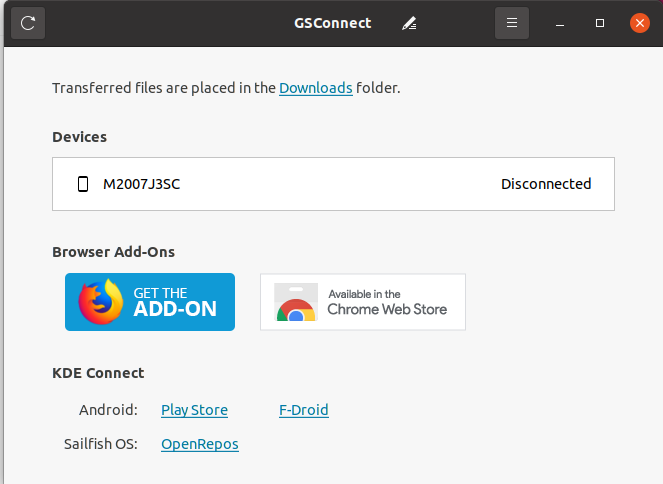 GSConnect
Transferred files are placed in the Downloads folder.
Devices
M2007J3SC Disconnected
Browser Add-Ons
GET THE
ADD-ON
Available in the
Chrome Web Store
KDE Connect
Android: Play Store F-Droid
Sailfish OS: OpenRepos